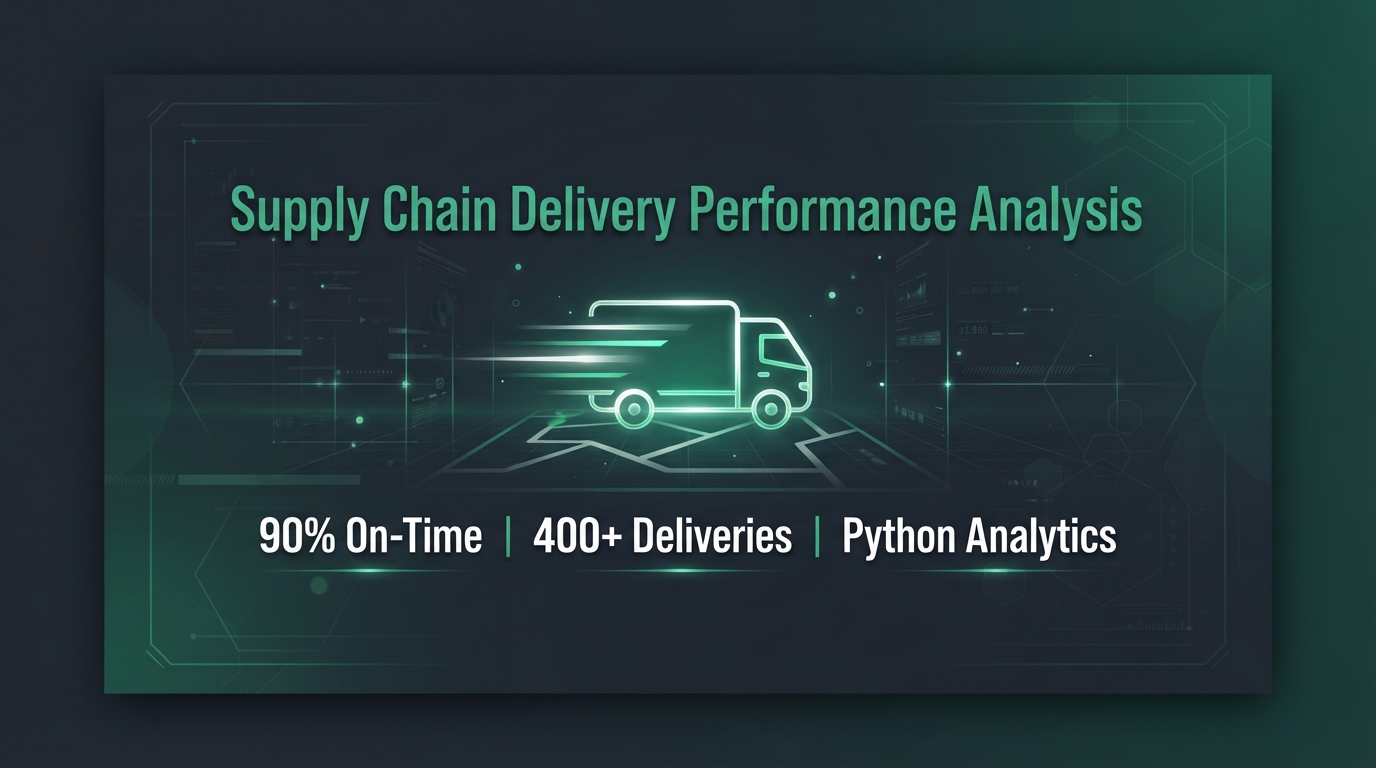 Supply Chain Delivery Performance Analysis
90% On-Time | 400+ Deliveries | Python Analytics